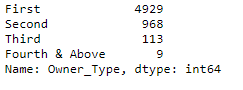 First 4929
Second 968
Third 113
Fourth & Above 9
Name: Owner_Type, dtype: int64